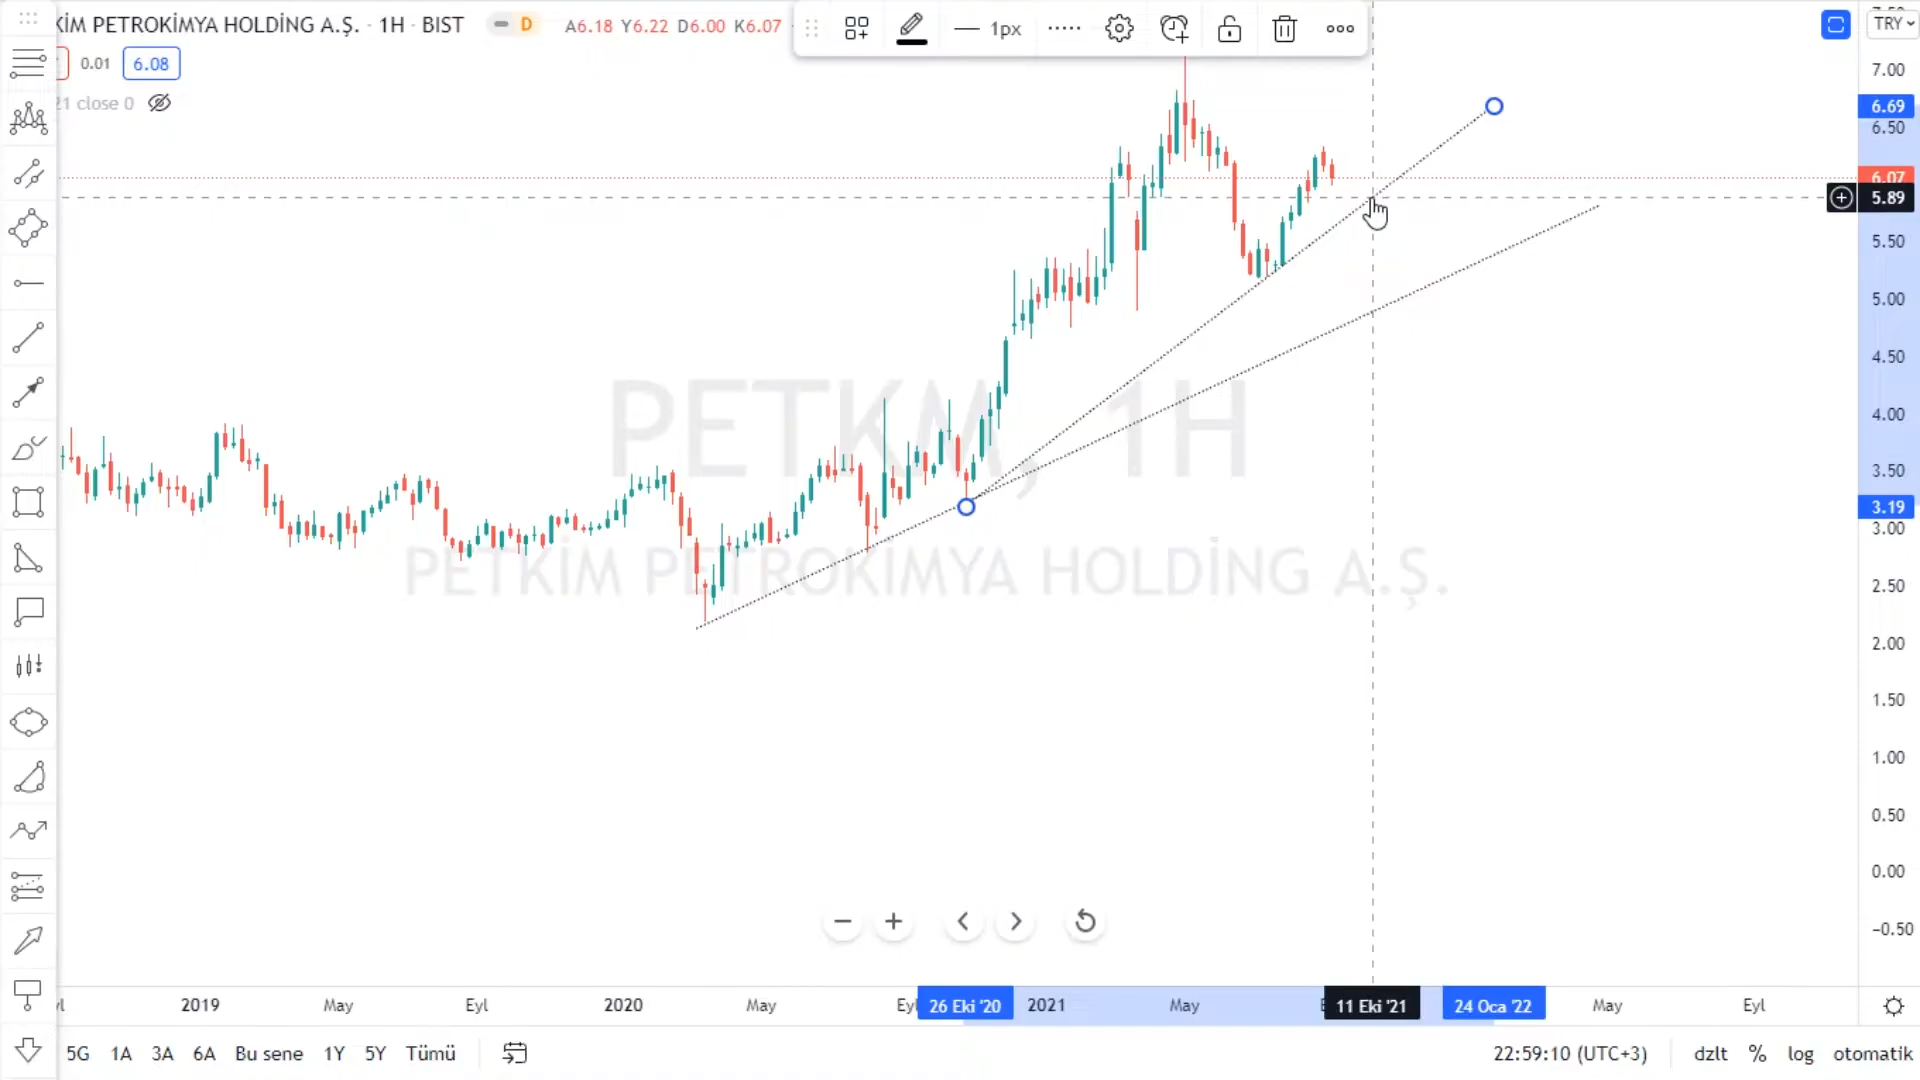 KİM PETROKİMYA HOLDİNG A.Ş. · 1H · BIST D A6.18 Y6.22 D6.00 K6.07
1px
TRY
0.01 6.08
21 close 0
7.00
6.69
6.50
6.07
5.89
5.50
5.00
4.50
4.00
3.50
3.19
3.00
2.50
2.00
1.50
1.00
0.50
0.00
−0.50
PETKM, 1H
PETKİM PETROKİMYA HOLDİNG A.Ş.
2019 May Eyl 2020 May Eyl 26 Eki '20 2021 May 11 Eki '21 24 Oca '22 May Eyl
5G 1A 3A 6A Bu sene 1Y 5Y Tümü 22:59:10 (UTC+3) dzlt % log otomatik